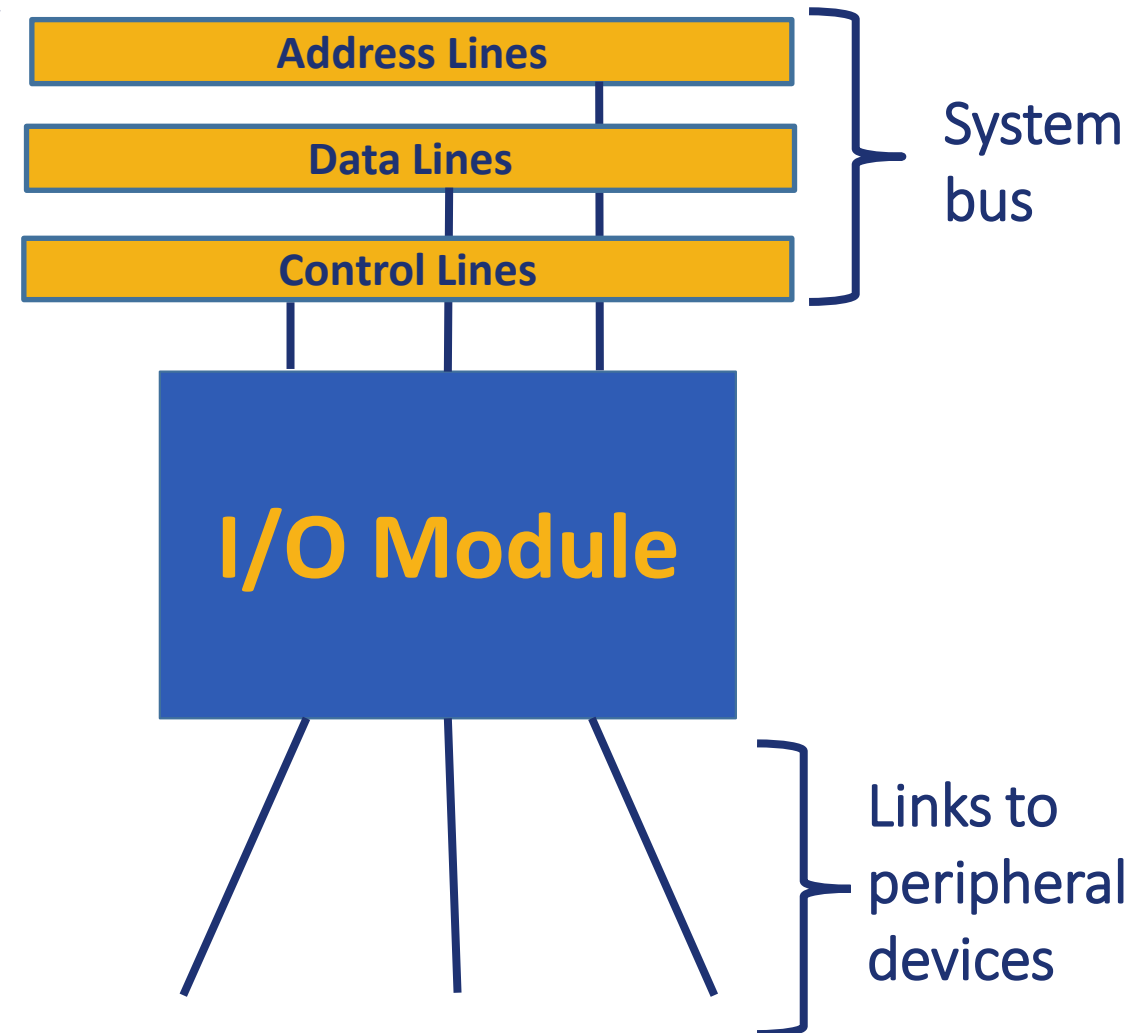 Address Lines
Data Lines
Control Lines
System
bus
I/O Module
Links to
peripheral
devices